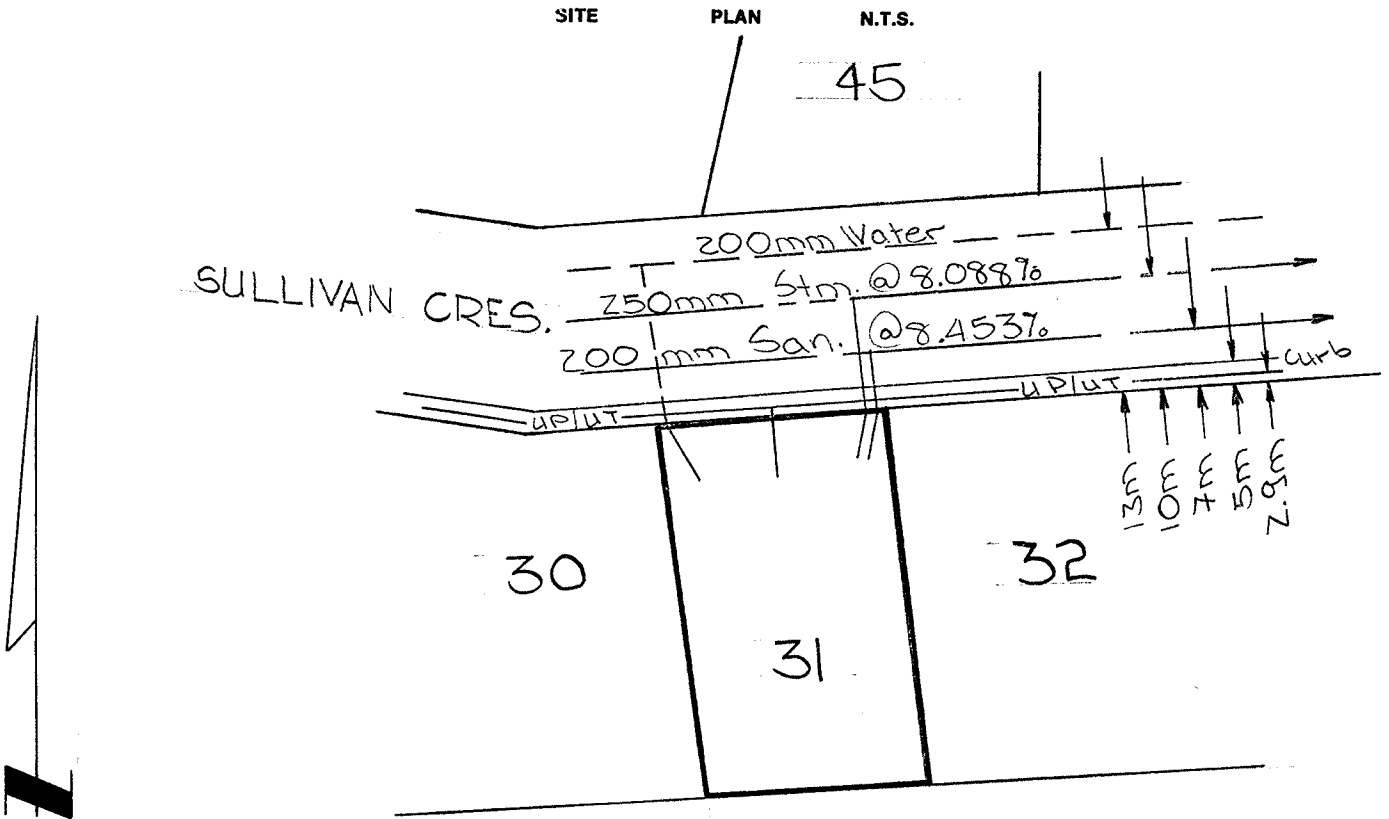 SITE PLAN N.T.S.
45
200mm Water
SULLIVAN CRES.
250mm Stm. @ 8.088%
200 mm San. @ 8.453%
curb
UP/UT
UP/UT
13m
10m
7m
5m
2.9m
30
32
31